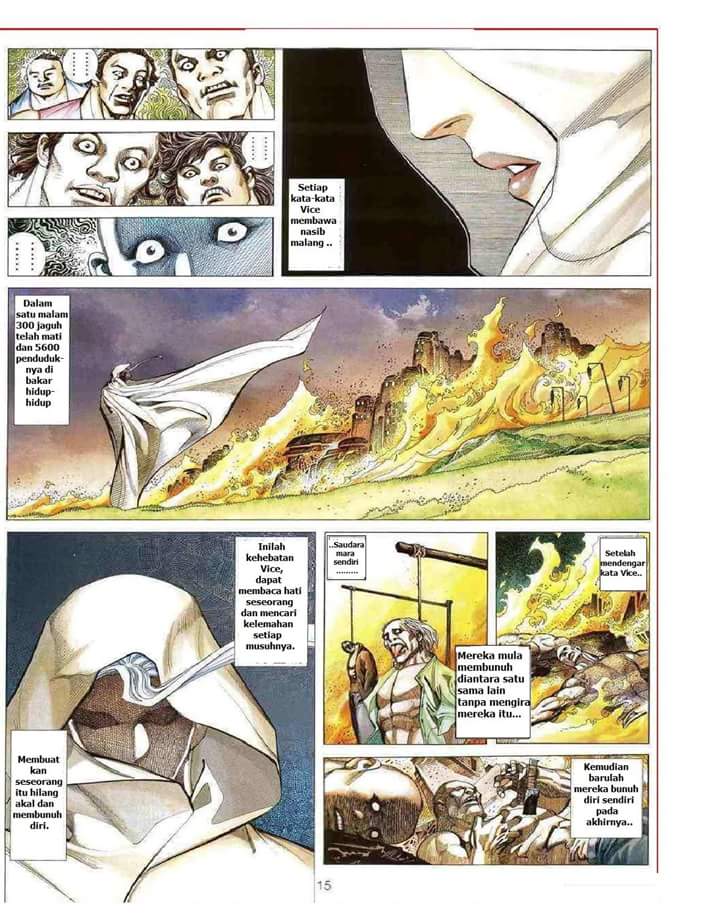 Setiap
kata-kata
Vice
membawa
nasib
malang ..
Dalam
satu malam
300 jaguh
telah mati
dan 5600
penduduk-
nya di
bakar
hidup-
hidup
Inilah
kehebatan
Vice,
dapat
membaca hati
seseorang
dan mencari
kelemahan
setiap
musuhnya.
Membuat
kan
seseorang
itu hilang
akal dan
membunuh
diri.
Setelah
mendengar
kata Vice..
..Saudara
mara
sendiri
.........
Mereka mula
membunuh
diantara satu
sama lain
tanpa mengira
mereka itu...
Kemudian
barulah
mereka bunuh
diri sendiri
pada
akhirnya..
15